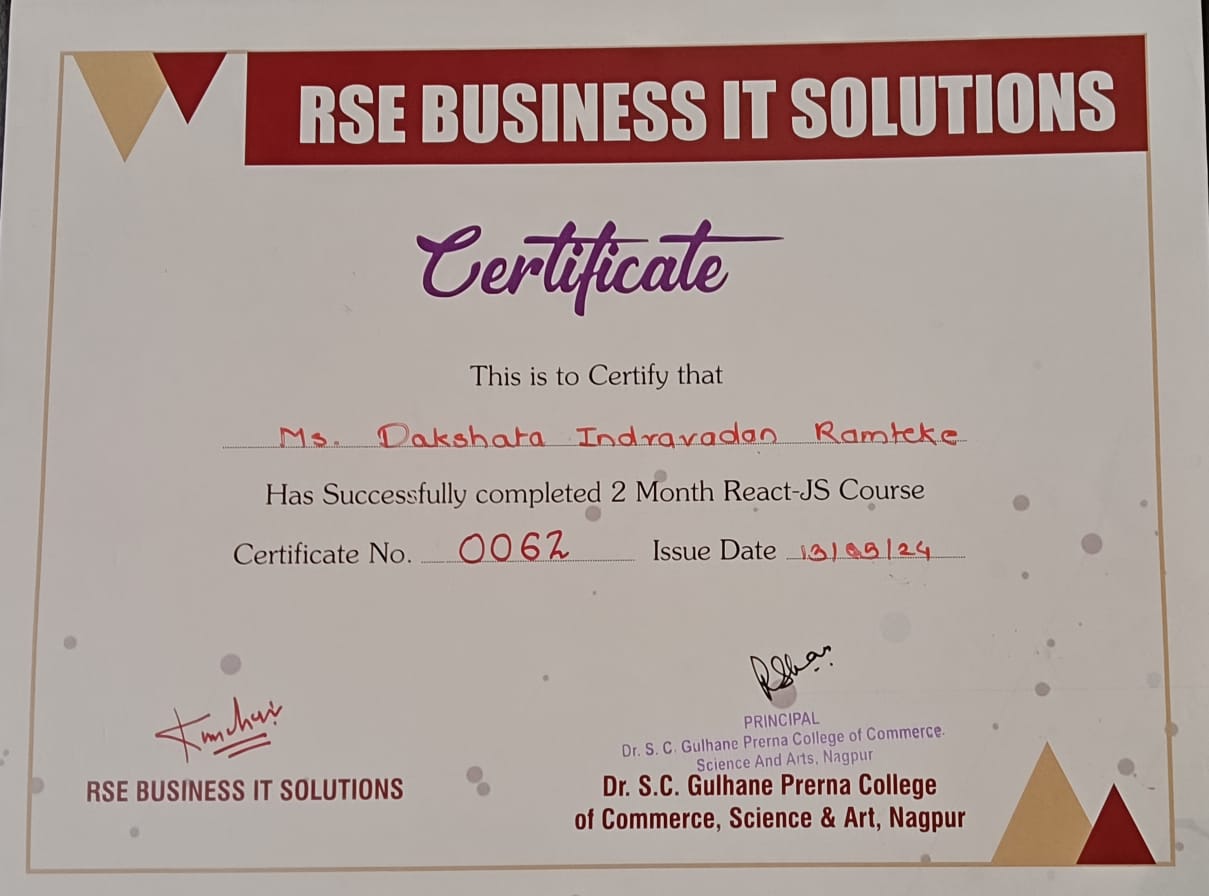 RSE BUSINESS IT SOLUTIONS
Certificate
This is to Certify that
Ms. Dakshata Indravadan Ramteke
Has Successfully completed 2 Month React-JS Course
Certificate No. 0062 Issue Date 13/05/24
PRINCIPAL
Dr. S. C. Gulhane Prerna College of Commerce.
Science And Arts, Nagpur
RSE BUSINESS IT SOLUTIONS
Dr. S.C. Gulhane Prerna College
of Commerce, Science & Art, Nagpur